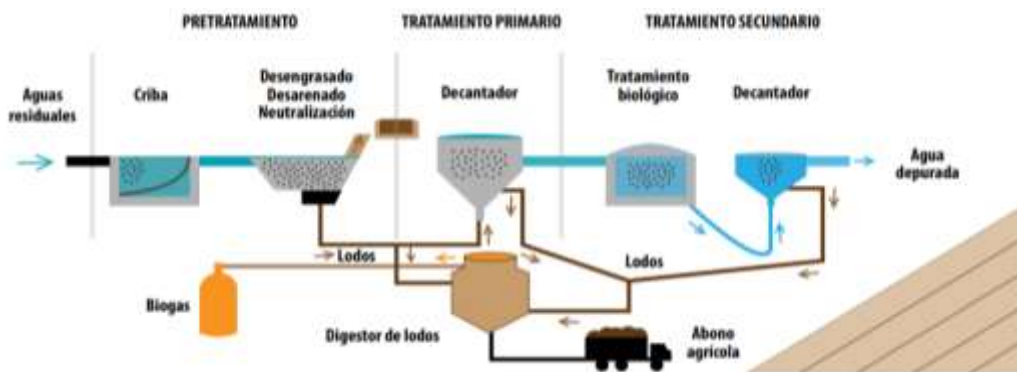 PRETRATAMIENTO
TRATAMIENTO PRIMARIO
TRATAMIENTO SECUNDARIO
Aguas
residuales
Criba
Desengrasado
Desarenado
Neutralización
Decantador
Tratamiento
biológico
Decantador
Agua
depurada
Lodos
Lodos
Biogas
Digestor de lodos
Abono
agrícola